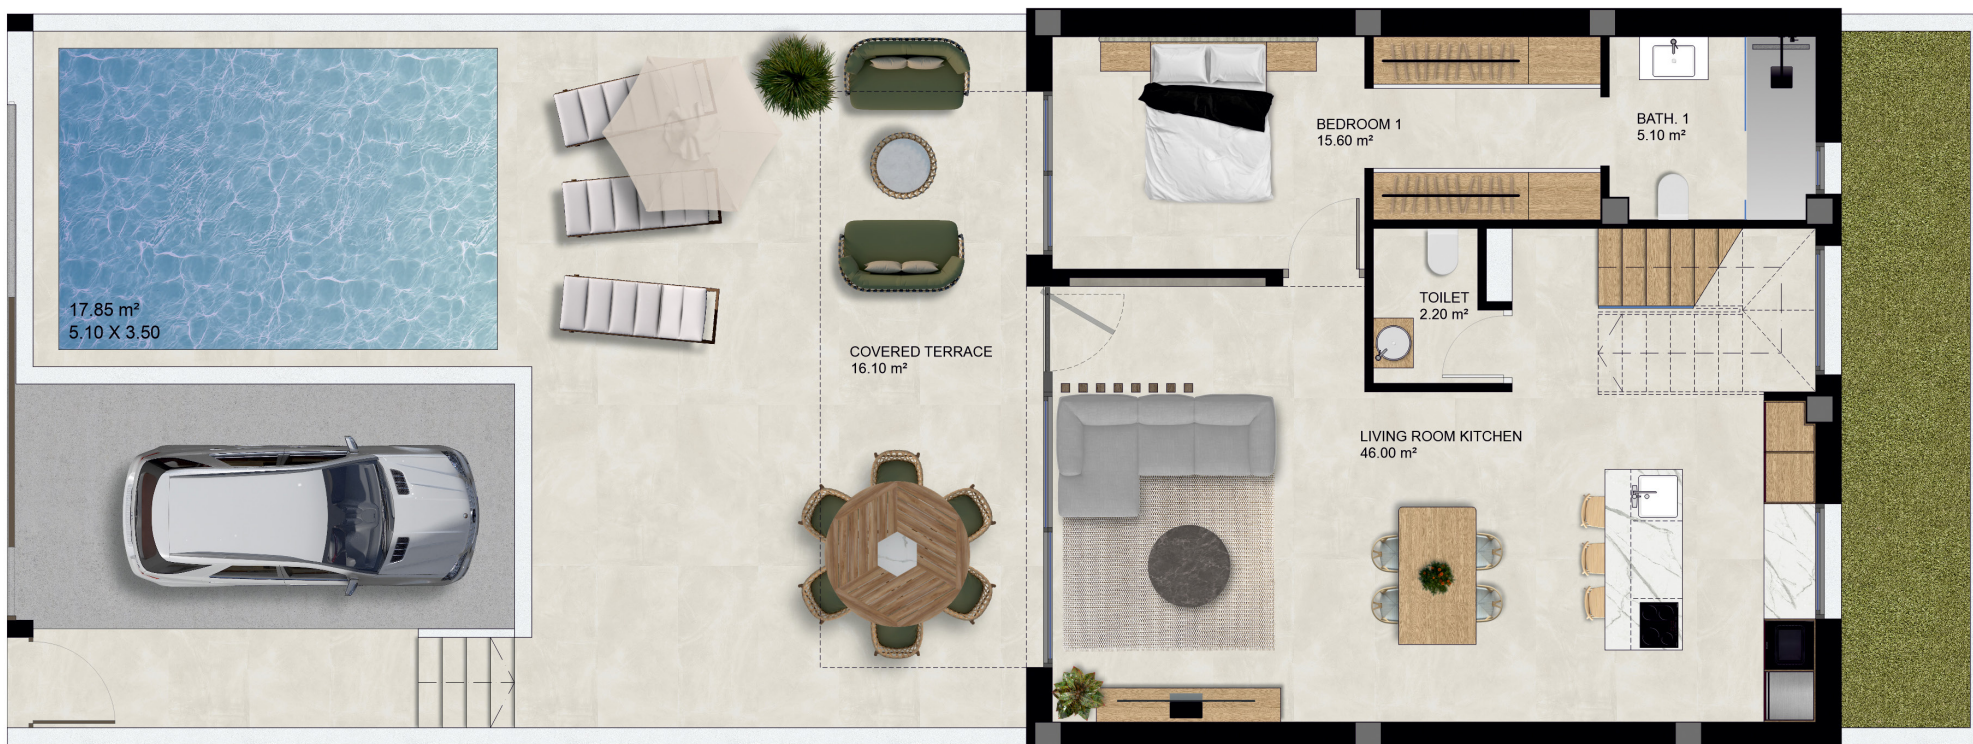 BEDROOM 1
15.60 m²
BATH. 1
5.10 m²
17.85 m²
5.10 X 3.50
TOILET
2.20 m²
COVERED TERRACE
16.10 m²
LIVING ROOM KITCHEN
46.00 m²